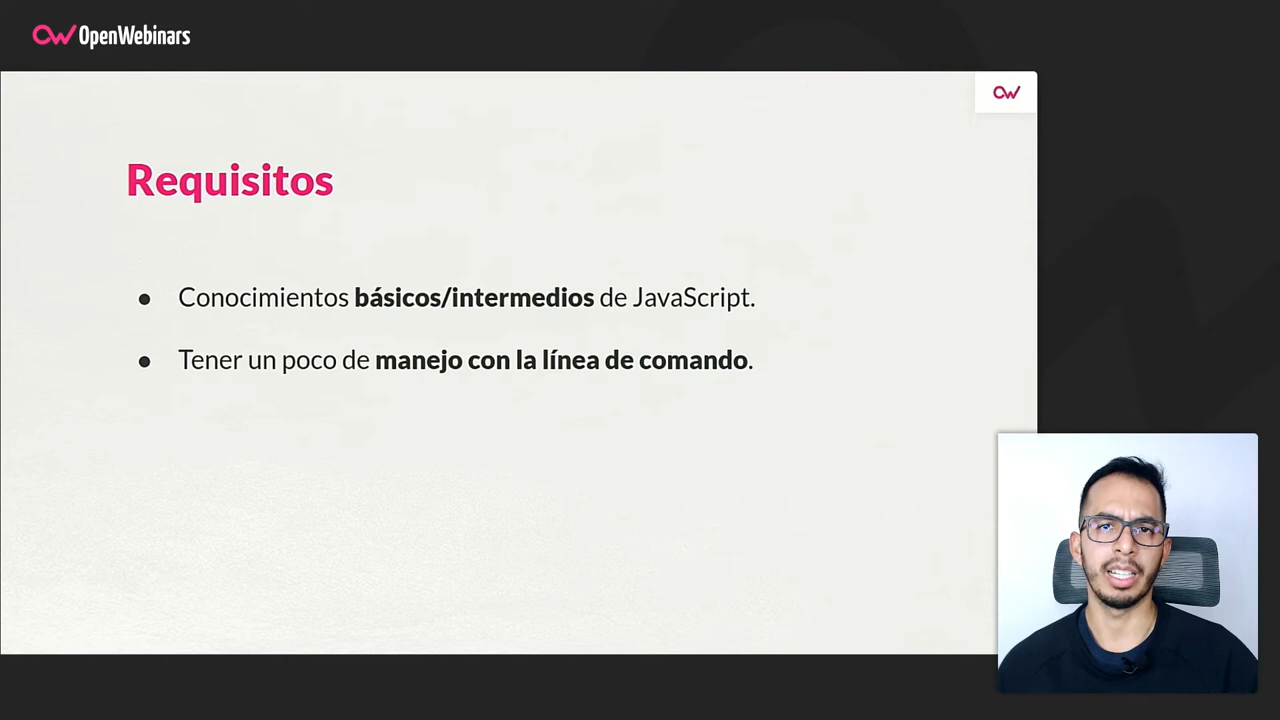 OpenWebinars
Requisitos
● Conocimientos básicos/intermedios de JavaScript.
● Tener un poco de manejo con la línea de comando.